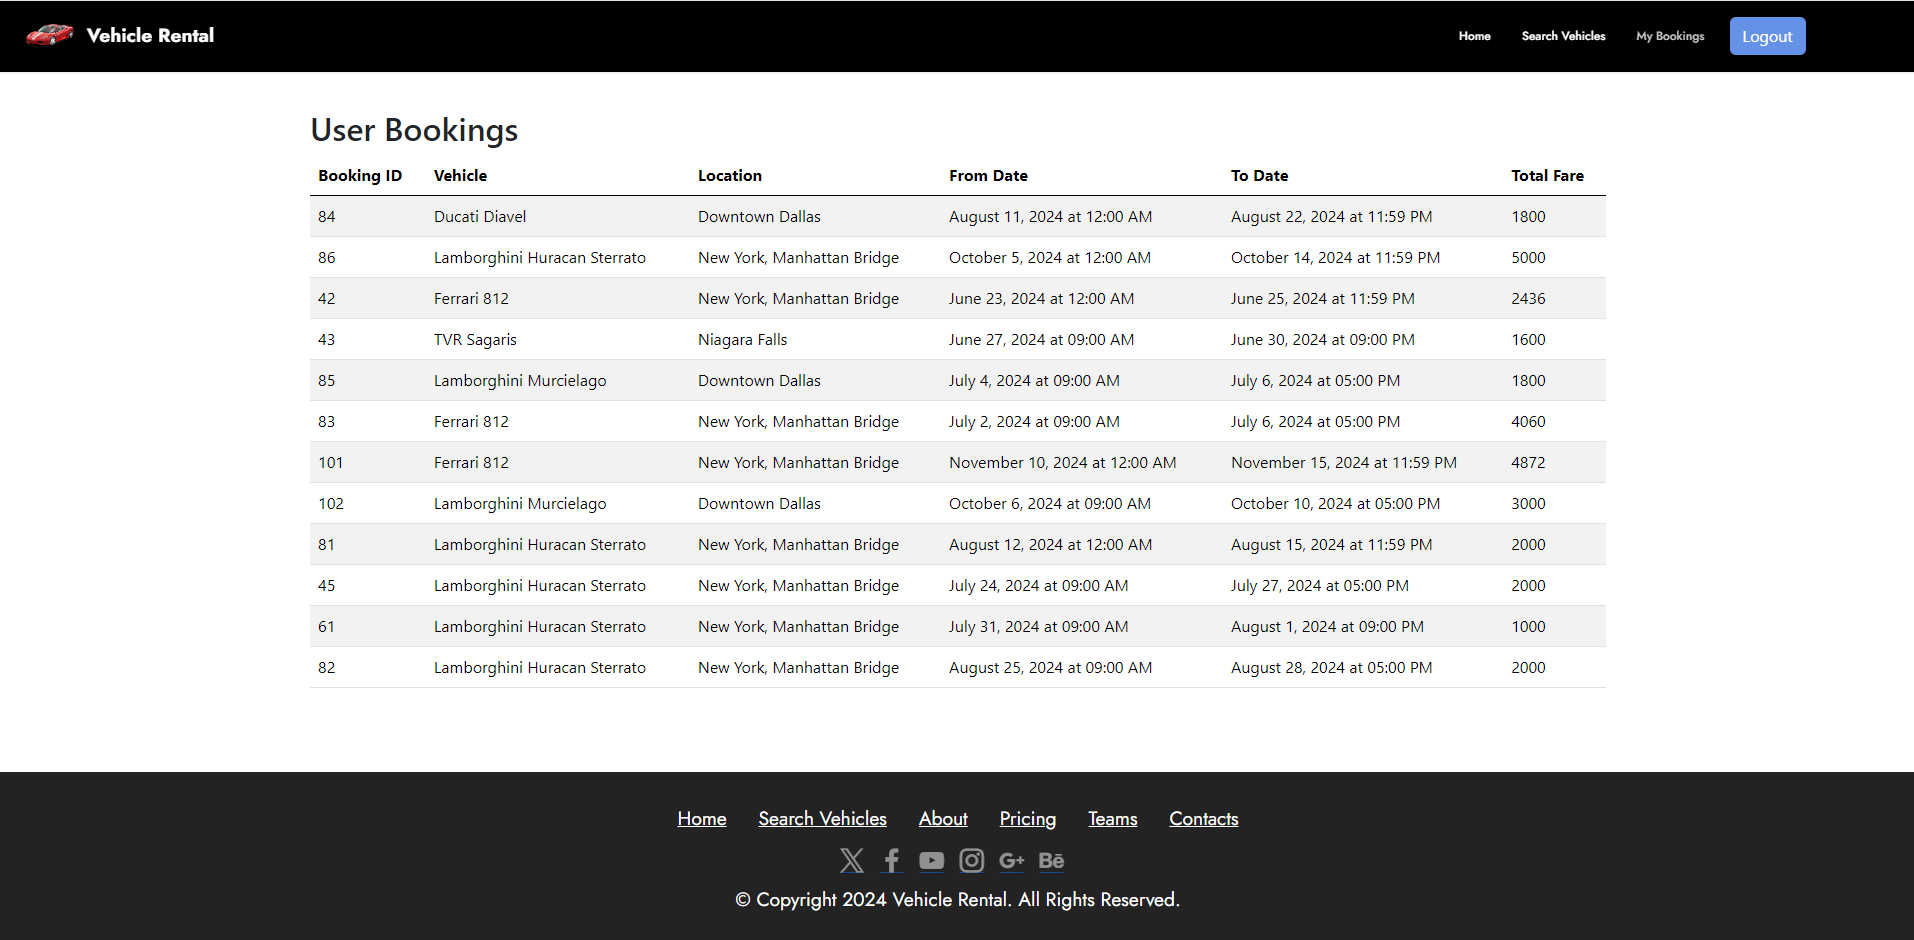 Vehicle Rental Home Search Vehicles My Bookings Logout
User Bookings
Booking ID Vehicle Location From Date To Date Total Fare
84 Ducati Diavel Downtown Dallas August 11, 2024 at 12:00 AM August 22, 2024 at 11:59 PM 1800
86 Lamborghini Huracan Sterrato New York, Manhattan Bridge October 5, 2024 at 12:00 AM October 14, 2024 at 11:59 PM 5000
42 Ferrari 812 New York, Manhattan Bridge June 23, 2024 at 12:00 AM June 25, 2024 at 11:59 PM 2436
43 TVR Sagaris Niagara Falls June 27, 2024 at 09:00 AM June 30, 2024 at 09:00 PM 1600
85 Lamborghini Murcielago Downtown Dallas July 4, 2024 at 09:00 AM July 6, 2024 at 05:00 PM 1800
83 Ferrari 812 New York, Manhattan Bridge July 2, 2024 at 09:00 AM July 6, 2024 at 05:00 PM 4060
101 Ferrari 812 New York, Manhattan Bridge November 10, 2024 at 12:00 AM November 15, 2024 at 11:59 PM 4872
102 Lamborghini Murcielago Downtown Dallas October 6, 2024 at 09:00 AM October 10, 2024 at 05:00 PM 3000
81 Lamborghini Huracan Sterrato New York, Manhattan Bridge August 12, 2024 at 12:00 AM August 15, 2024 at 11:59 PM 2000
45 Lamborghini Huracan Sterrato New York, Manhattan Bridge July 24, 2024 at 09:00 AM July 27, 2024 at 05:00 PM 2000
61 Lamborghini Huracan Sterrato New York, Manhattan Bridge July 31, 2024 at 09:00 AM August 1, 2024 at 09:00 PM 1000
82 Lamborghini Huracan Sterrato New York, Manhattan Bridge August 25, 2024 at 09:00 AM August 28, 2024 at 05:00 PM 2000
Home Search Vehicles About Pricing Teams Contacts
© Copyright 2024 Vehicle Rental. All Rights Reserved.